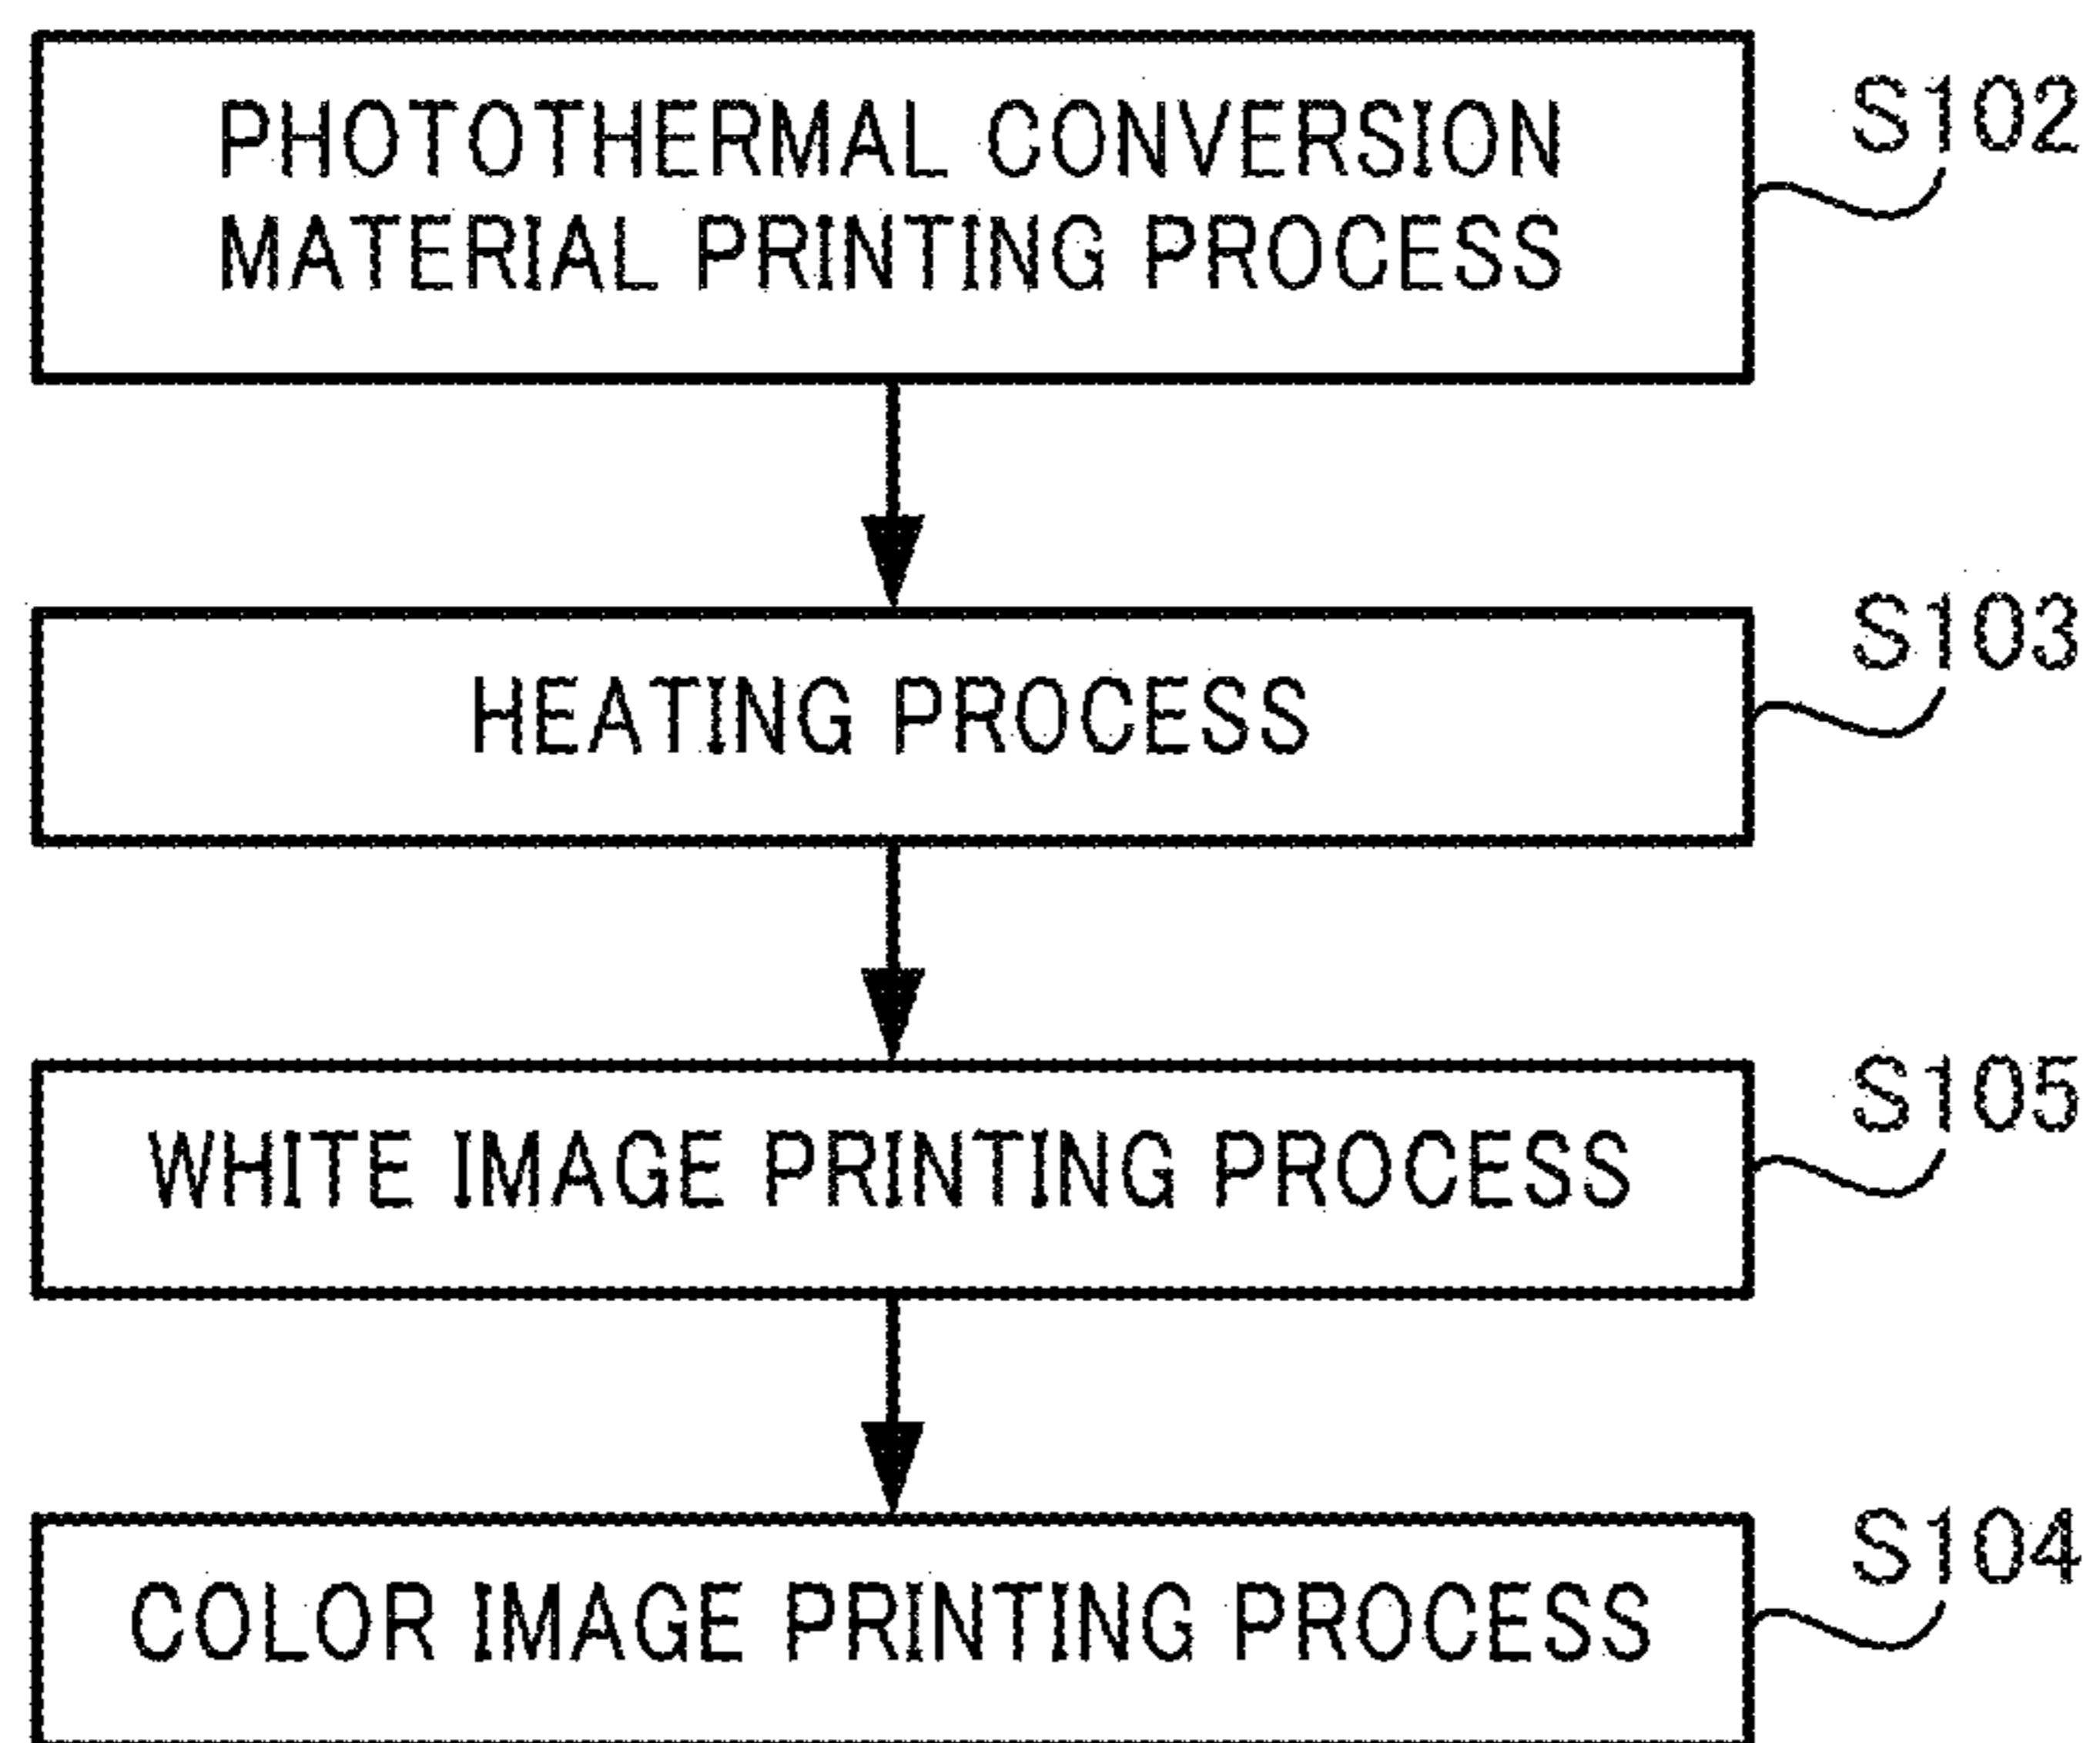 PHOTOTHERMAL CONVERSION
MATERIAL PRINTING PROCESS
S102
HEATING PROCESS
S103
WHITE IMAGE PRINTING PROCESS
S105
COLOR IMAGE PRINTING PROCESS
S104